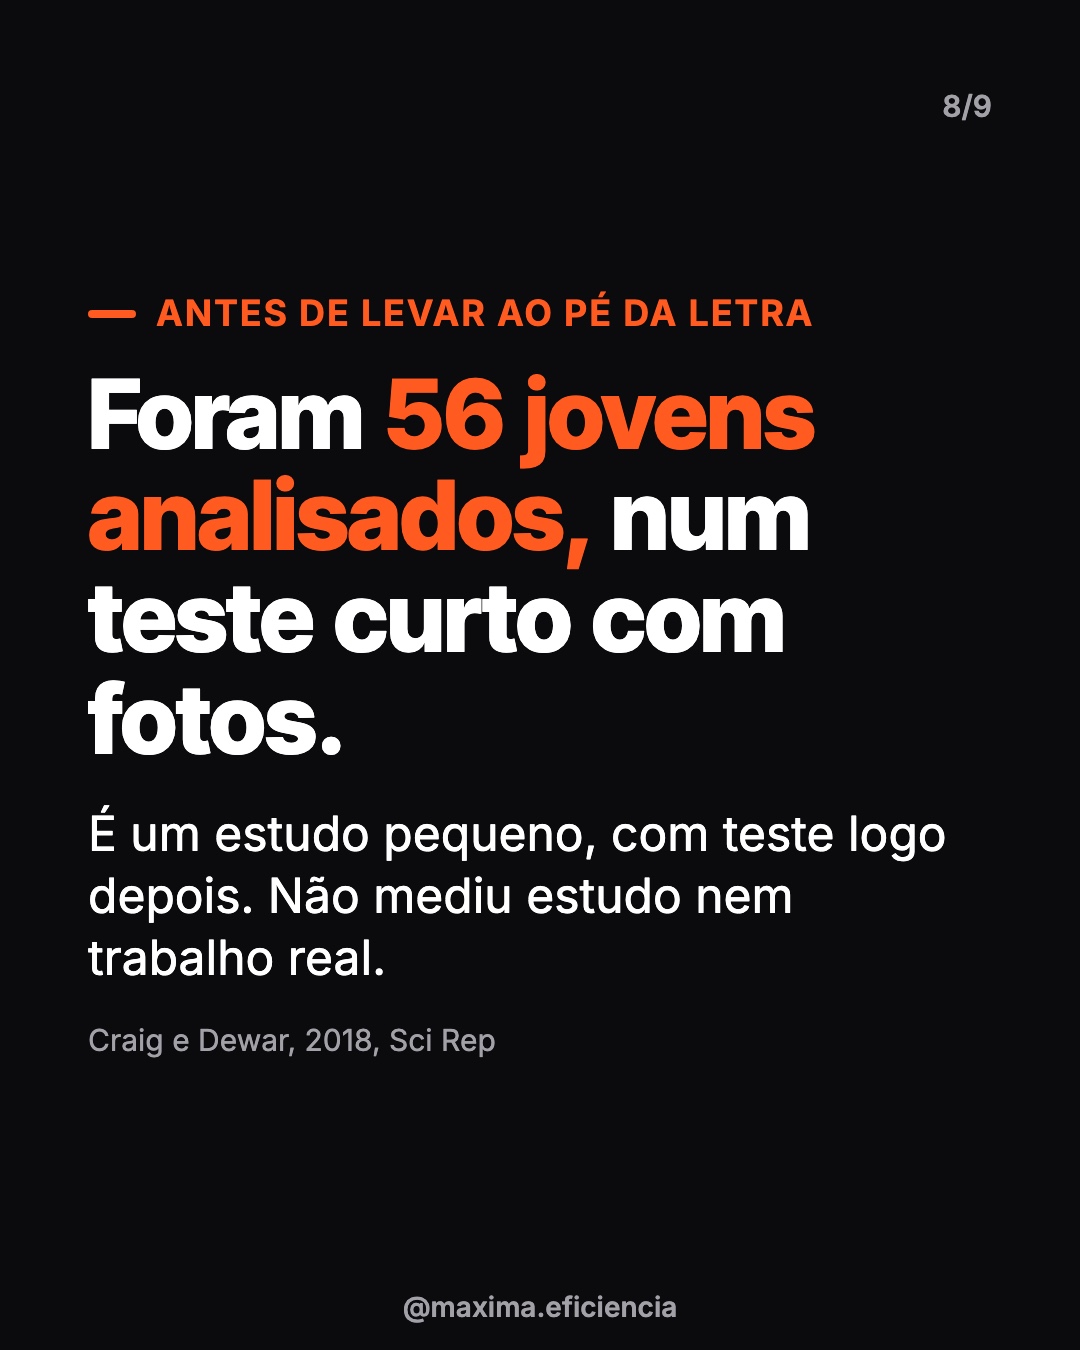 8/9
ANTES DE LEVAR AO PÉ DA LETRA
Foram 56 jovens
analisados, num
teste curto com
fotos.
É um estudo pequeno, com teste logo
depois. Não mediu estudo nem
trabalho real.
Craig e Dewar, 2018, Sci Rep
@maxima.eficiencia